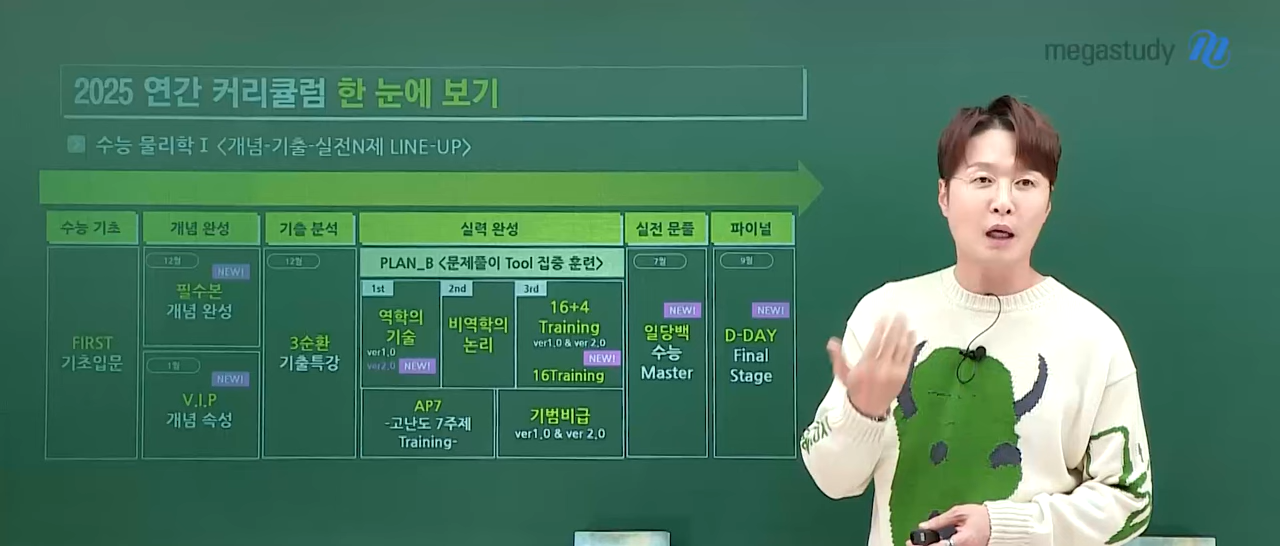 megastudy
2025 연간 커리큘럼 한 눈에 보기
수능 물리학 I <개념-기출-실전N제 LINE-UP>
수능 기초
개념 완성
기출 분석
실력 완성
실전 문풀
파이널
FIRST
기초입문
12월
NEW!
필수본
개념 완성
1월
NEW!
V.I.P
개념 속성
12월
3순환
기출특강
PLAN_B <문제풀이 Tool 집중 훈련>
1st
역학의
기술
ver1.0
ver2.0 NEW!
2nd
비역학의
논리
3rd
16+4
Training
ver1.0 & ver 2.0
NEW!
16Training
AP7
-고난도 7주제
Training-
기범비급
ver1.0 & ver 2.0
7월
NEW!
일당백
수능
Master
9월
NEW!
D-DAY
Final
Stage